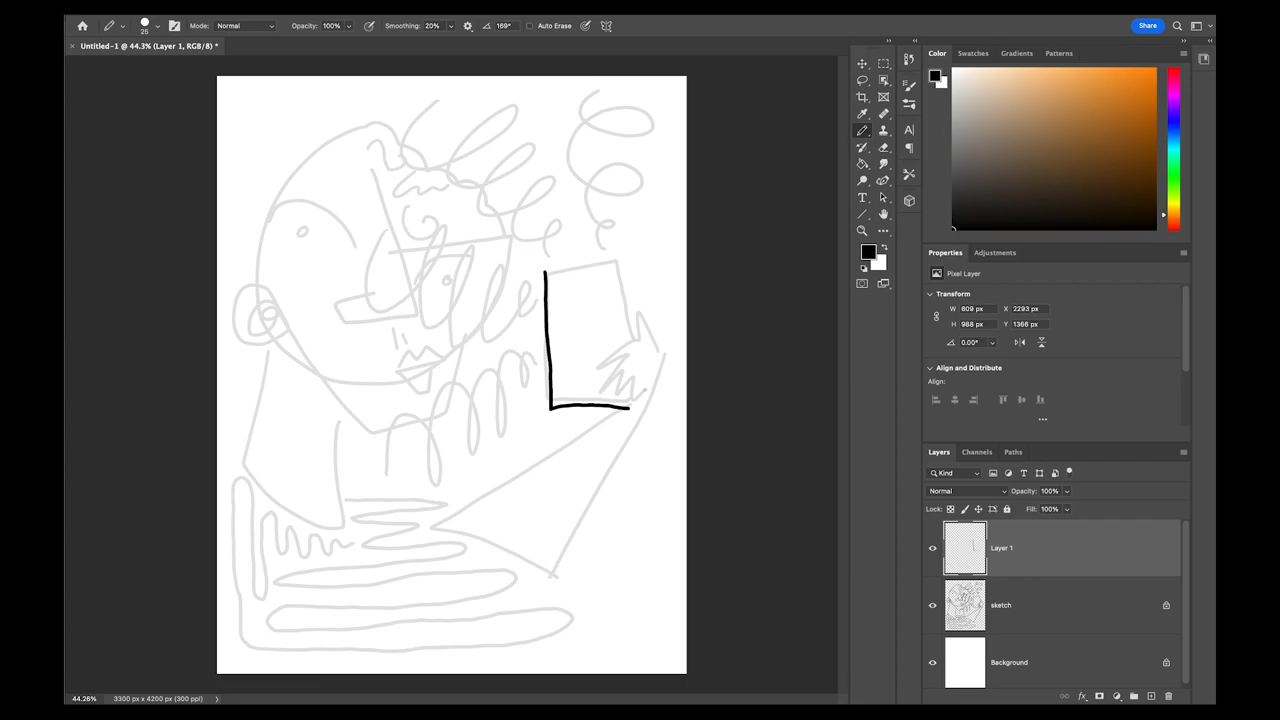 25 Mode: Normal Opacity: 100% Smoothing: 20% 169° Auto Erase Share
× Untitled-1 @ 44.3% (Layer 1, RGB/8) *
Color Swatches Gradients Patterns
Properties Adjustments
Pixel Layer
Transform
W 609 px X 2293 px
H 988 px Y 1366 px
0.00°
Align and Distribute
Align:
Layers Channels Paths
Kind
Normal Opacity: 100%
Lock: Fill: 100%
Layer 1
sketch
Background
44.26% 3300 px x 4200 px (300 ppi)